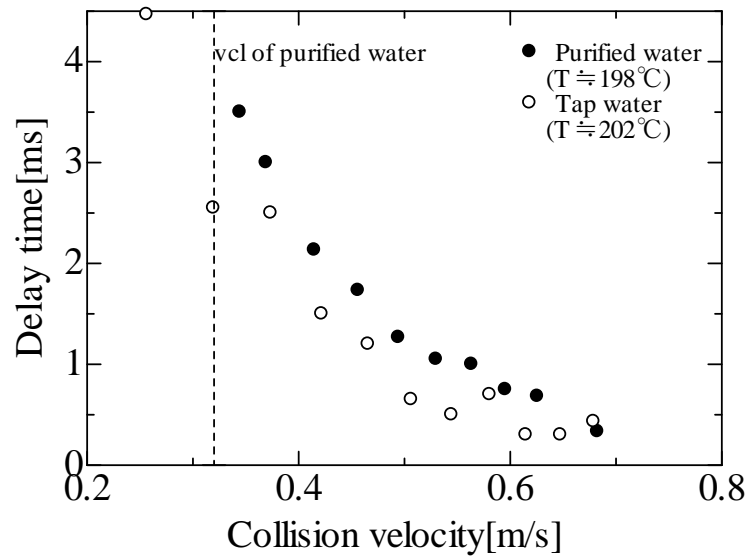 4
3
2
1
0
Delay time[ms]
vcl of purified water
Purified water
(T≒198℃)
Tap water
(T≒202℃)
0.2
0.4
0.6
0.8
Collision velocity[m/s]